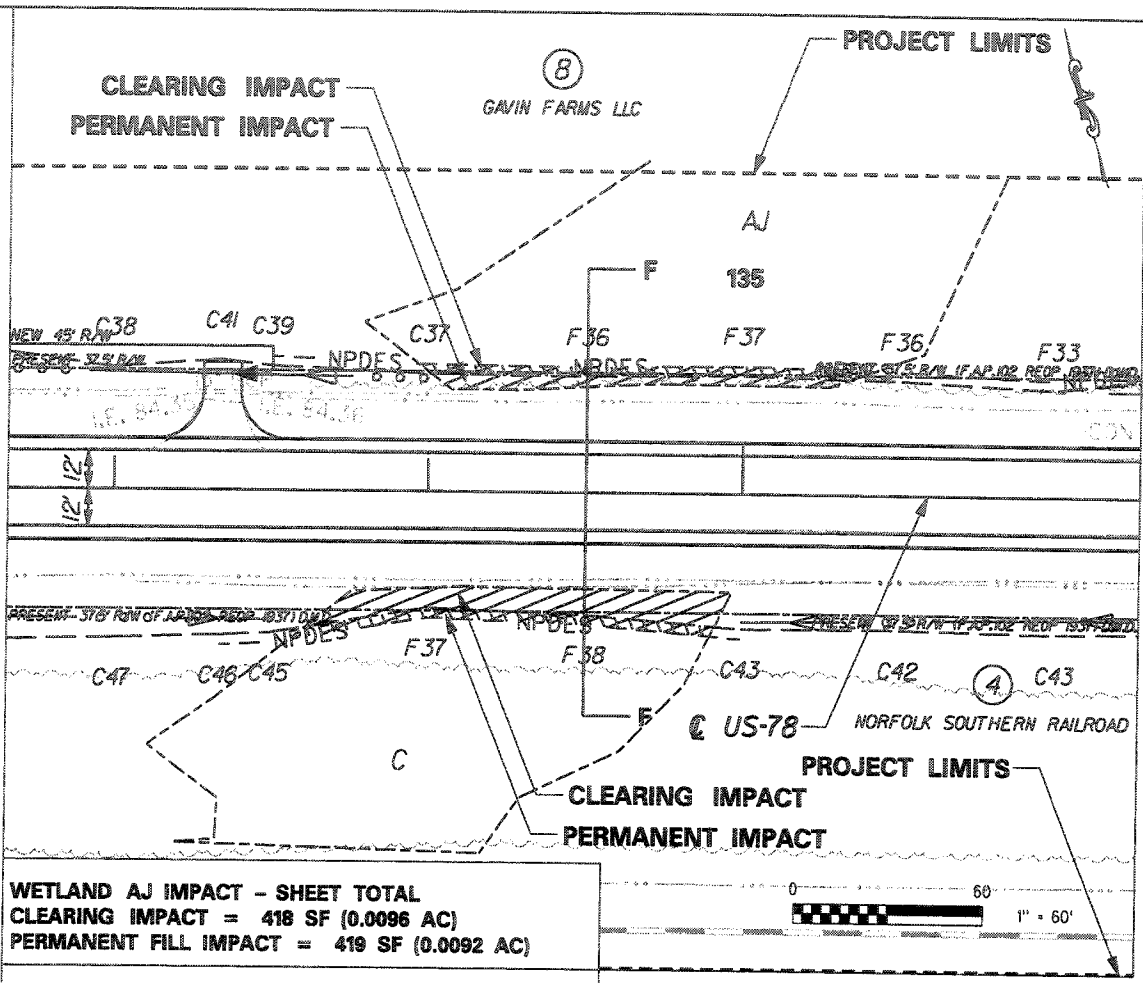 PROJECT LIMITS
8
CLEARING IMPACT
GAVIN FARMS LLC
PERMANENT IMPACT
AJ
F
135
NEW 45' R/W
C38
C41
C39
C37
F36
F37
F36
F33
NPDES
NPDES
I.E. 84.36
12'
12'
NPDES
NPDES
C47
C46
C45
F37
F38
C43
C42
4
C43
F
US-78
NORFOLK SOUTHERN RAILROAD
C
PROJECT LIMITS
CLEARING IMPACT
PERMANENT IMPACT
WETLAND AJ IMPACT - SHEET TOTAL
CLEARING IMPACT = 418 SF (0.0096 AC)
PERMANENT FILL IMPACT = 419 SF (0.0092 AC)
0
60
1" = 60'